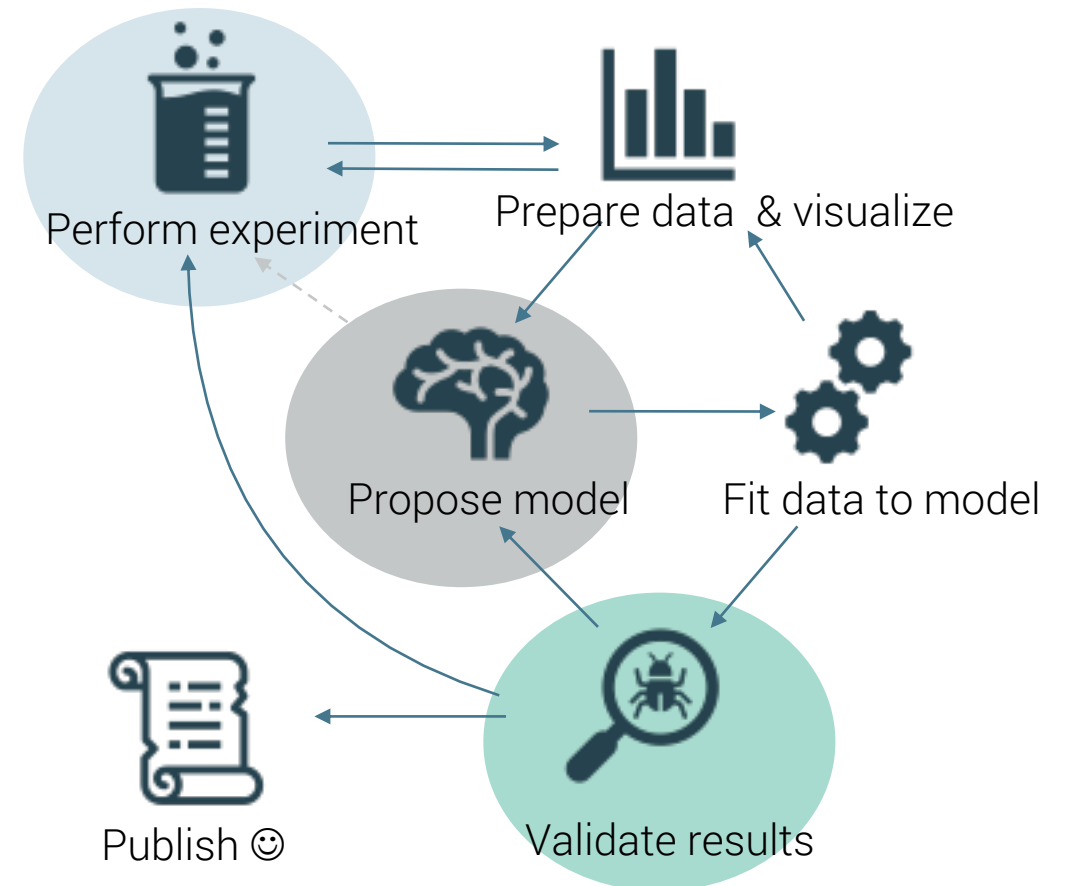 Perform experiment
Prepare data & visualize
Propose model
Fit data to model
Publish ☺
Validate results